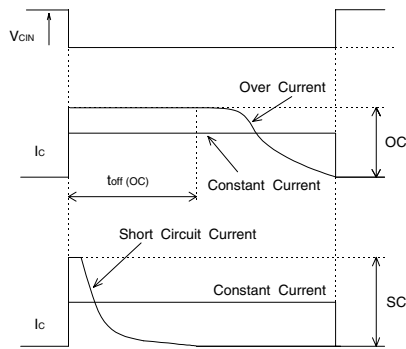 VCIN
Over Current
OC
IC
Constant Current
toff (OC)
Short Circuit Current
Constant Current
SC
IC